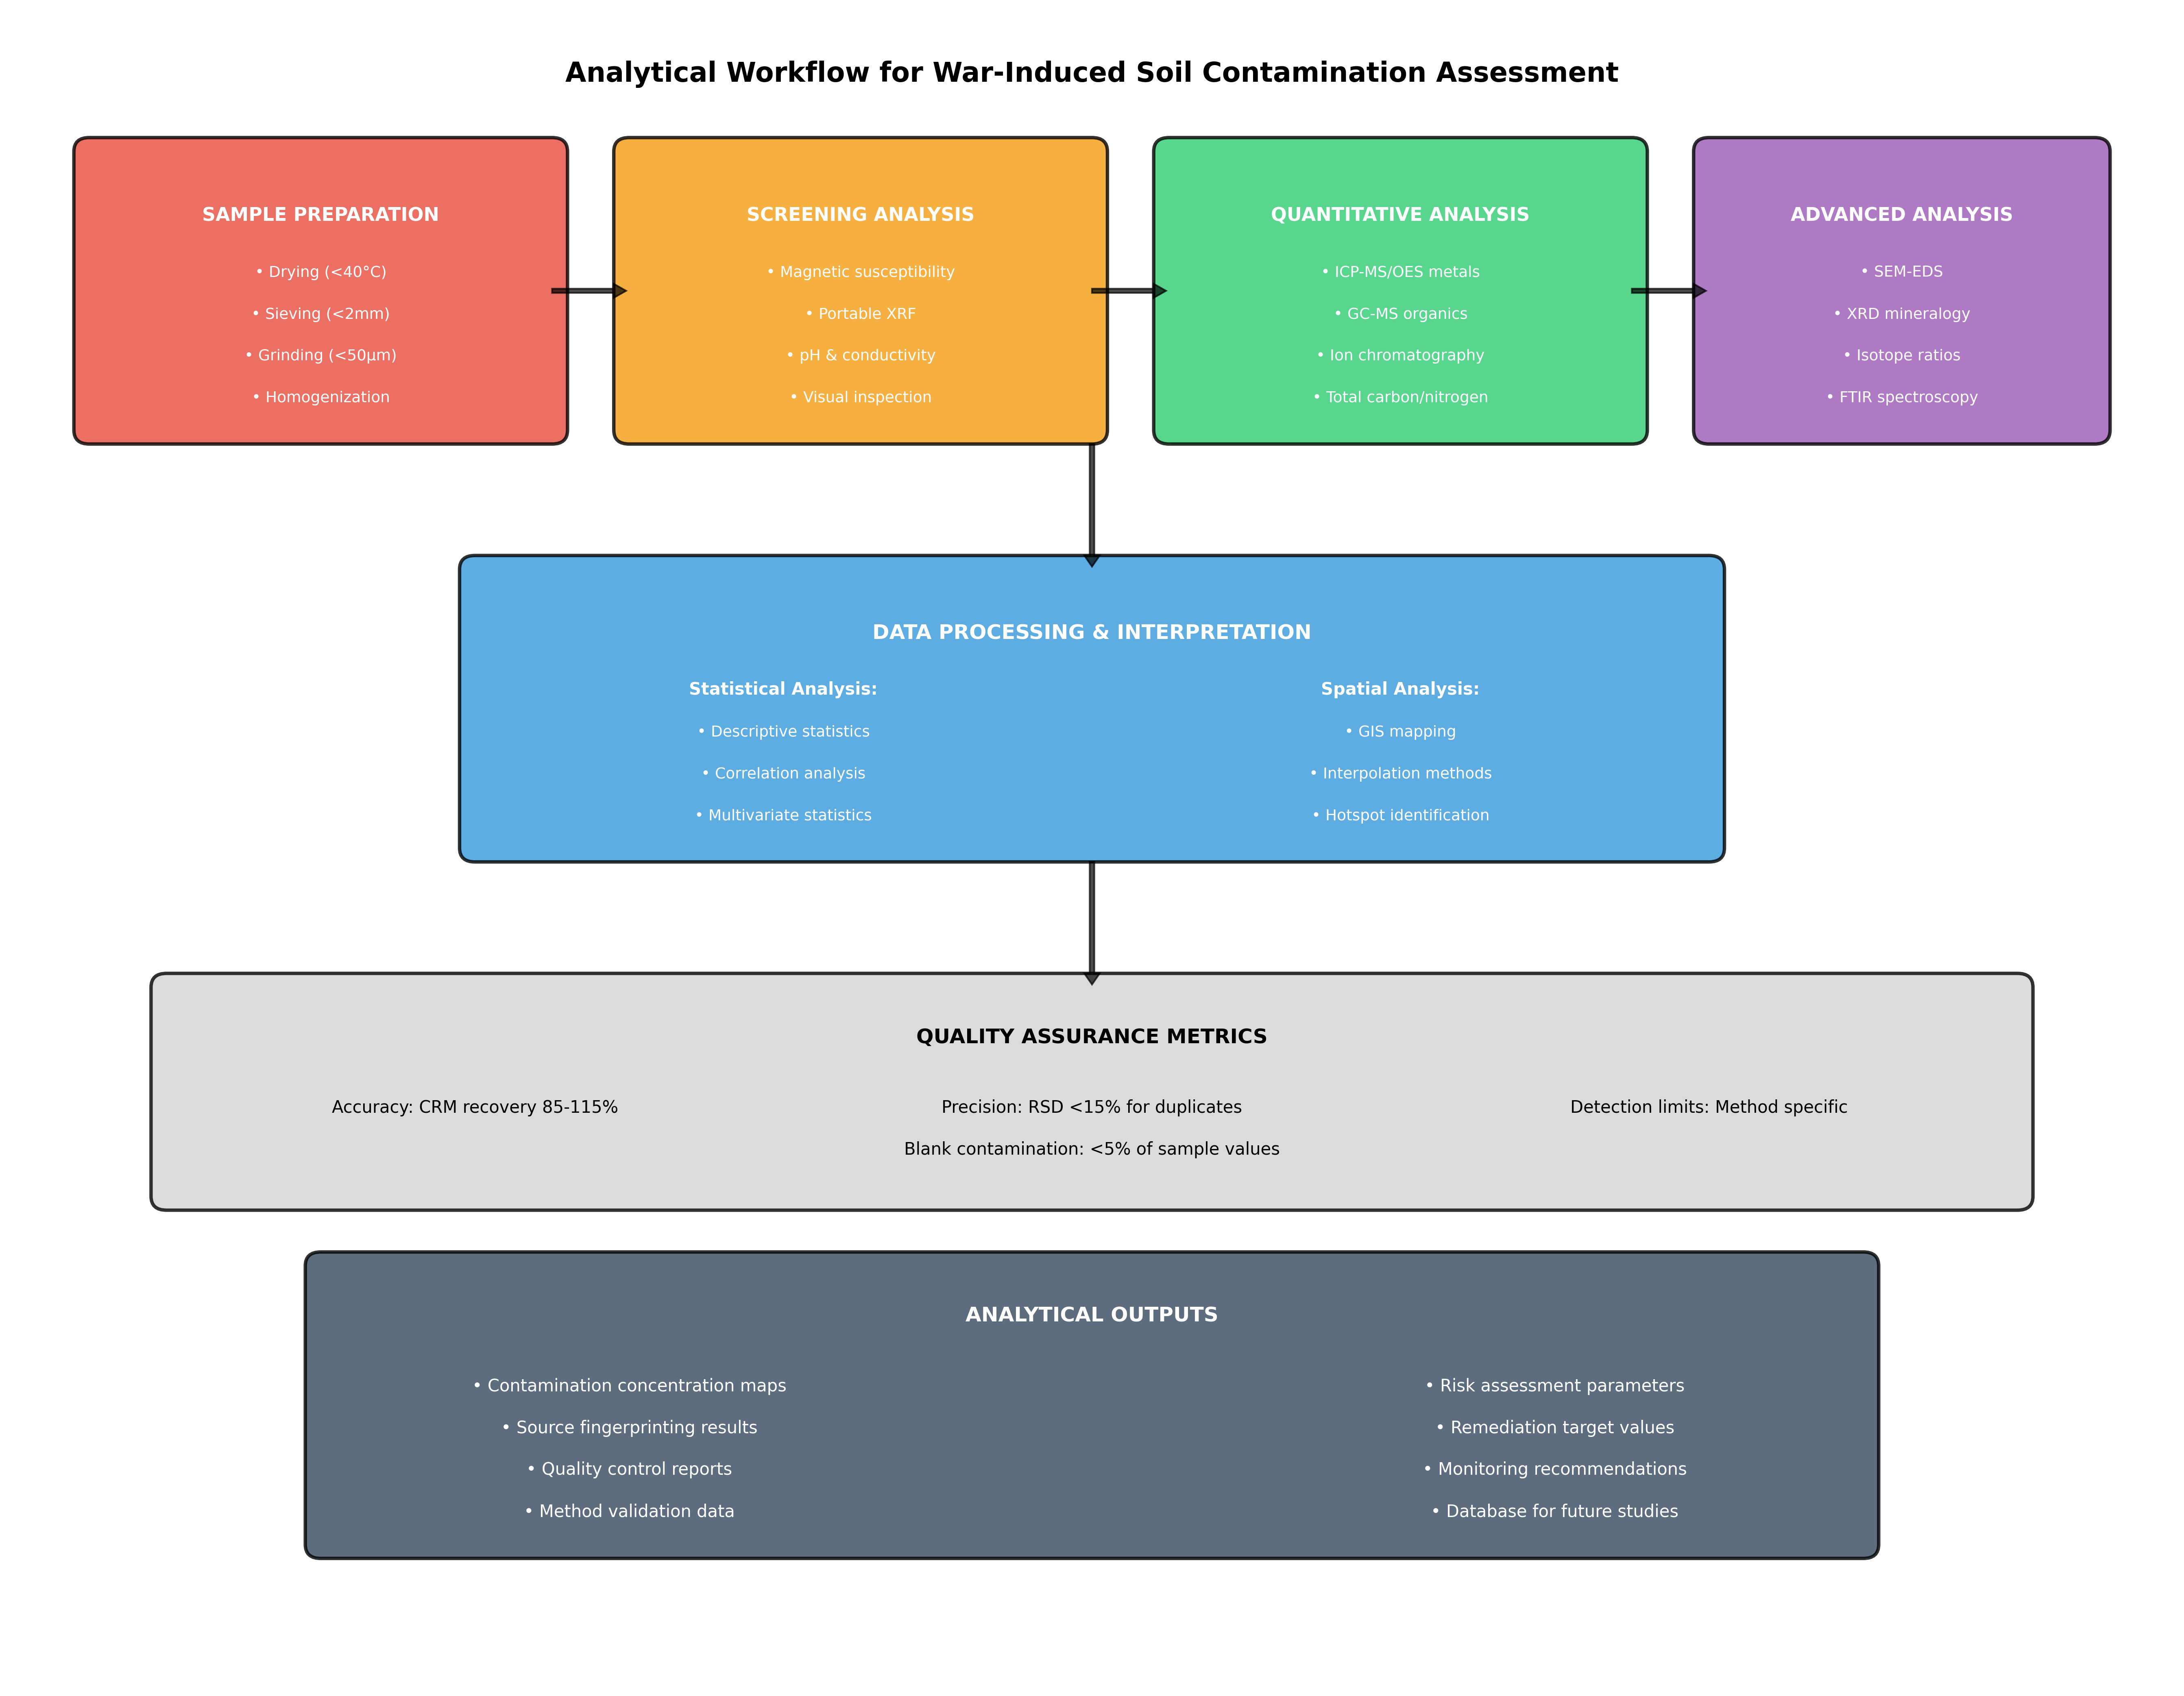 Analytical Workflow for War-Induced Soil Contamination Assessment
SAMPLE PREPARATION
• Drying (<40°C)
• Sieving (<2mm)
• Grinding (<50μm)
• Homogenization
SCREENING ANALYSIS
• Magnetic susceptibility
• Portable XRF
• pH & conductivity
• Visual inspection
QUANTITATIVE ANALYSIS
• ICP-MS/OES metals
• GC-MS organics
• Ion chromatography
• Total carbon/nitrogen
ADVANCED ANALYSIS
• SEM-EDS
• XRD mineralogy
• Isotope ratios
• FTIR spectroscopy
DATA PROCESSING & INTERPRETATION
Statistical Analysis:
• Descriptive statistics
• Correlation analysis
• Multivariate statistics
Spatial Analysis:
• GIS mapping
• Interpolation methods
• Hotspot identification
QUALITY ASSURANCE METRICS
Accuracy: CRM recovery 85-115%
Precision: RSD <15% for duplicates
Detection limits: Method specific
Blank contamination: <5% of sample values
ANALYTICAL OUTPUTS
• Contamination concentration maps
• Source fingerprinting results
• Quality control reports
• Method validation data
• Risk assessment parameters
• Remediation target values
• Monitoring recommendations
• Database for future studies